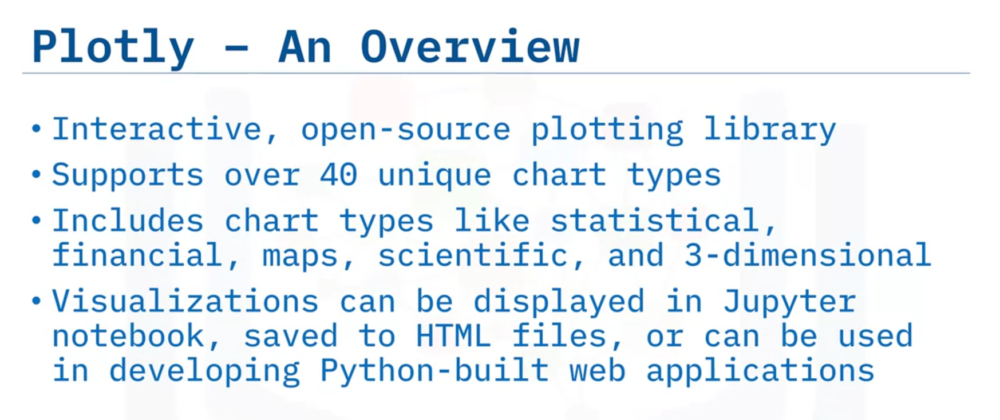 Plotly – An Overview
• Interactive, open-source plotting library
• Supports over 40 unique chart types
• Includes chart types like statistical,
financial, maps, scientific, and 3-dimensional
• Visualizations can be displayed in Jupyter
notebook, saved to HTML files, or can be used
in developing Python-built web applications